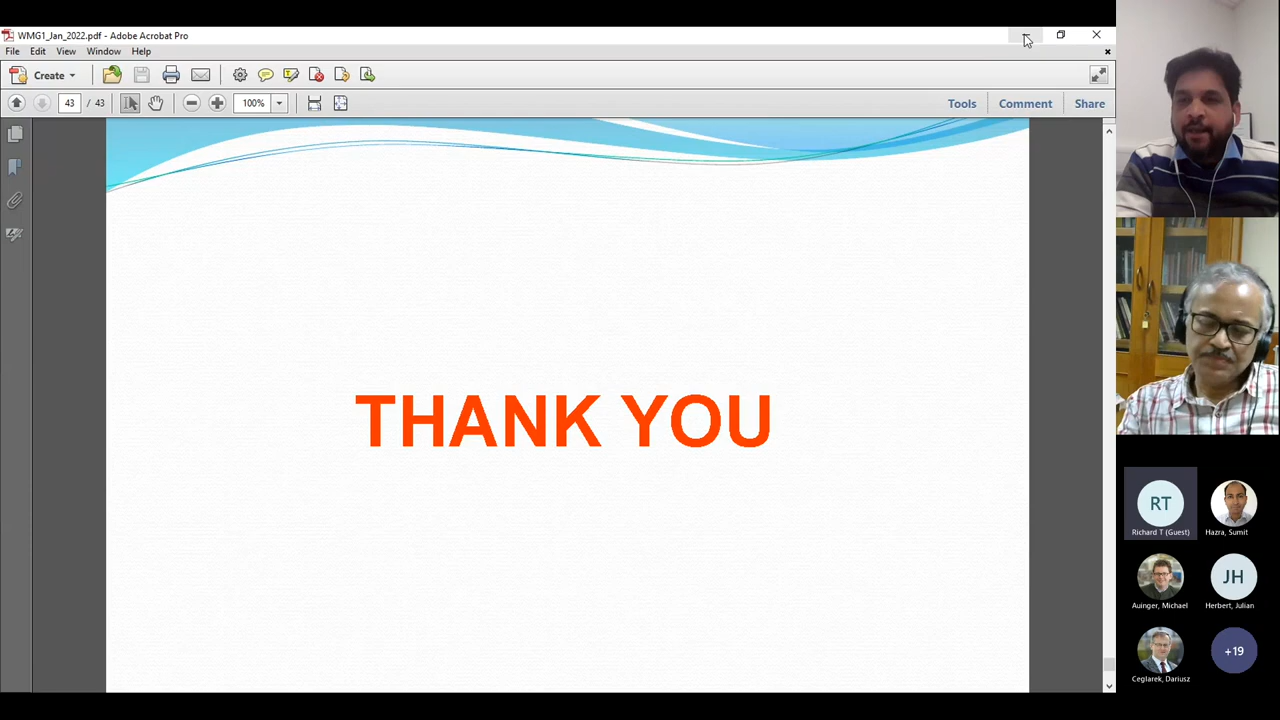 WMG1_Jan_2022.pdf - Adobe Acrobat Pro
File Edit View Window Help
Create
43 / 43 100% Tools Comment Share
THANK YOU
RT
Richard T (Guest) Hazra, Sumit
JH
Auinger, Michael Herbert, Julian
+19
Ceglarek, Dariusz